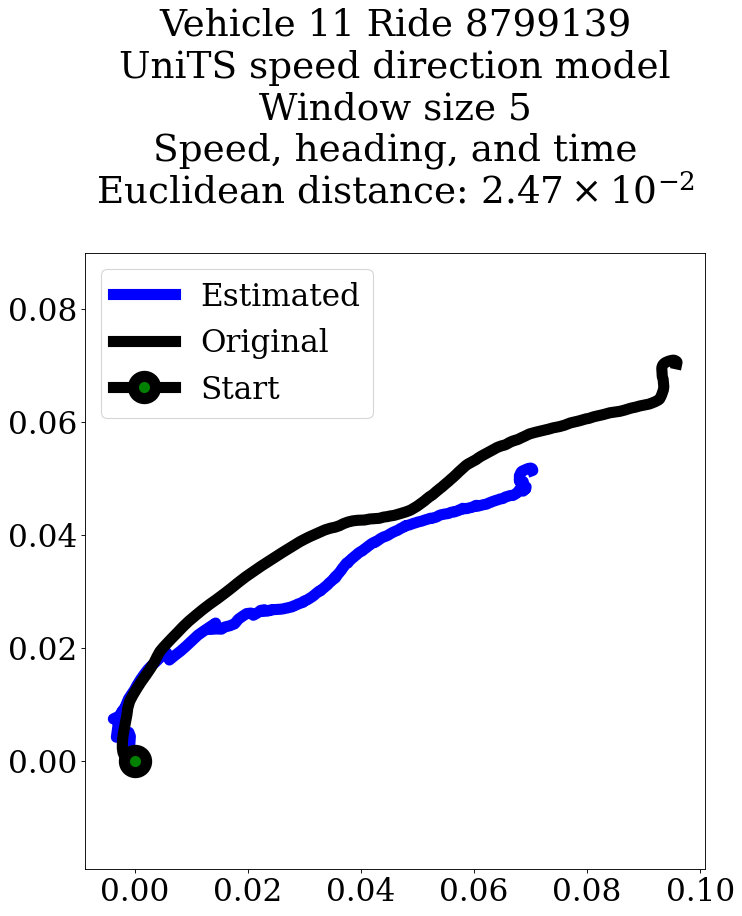 Vehicle 11 Ride 8799139
UniTS speed direction model
Window size 5
Speed, heading, and time
Euclidean distance: 2.47 × 10⁻²
Estimated
Original
Start
0.08
0.06
0.04
0.02
0.00
0.00 0.02 0.04 0.06 0.08 0.10